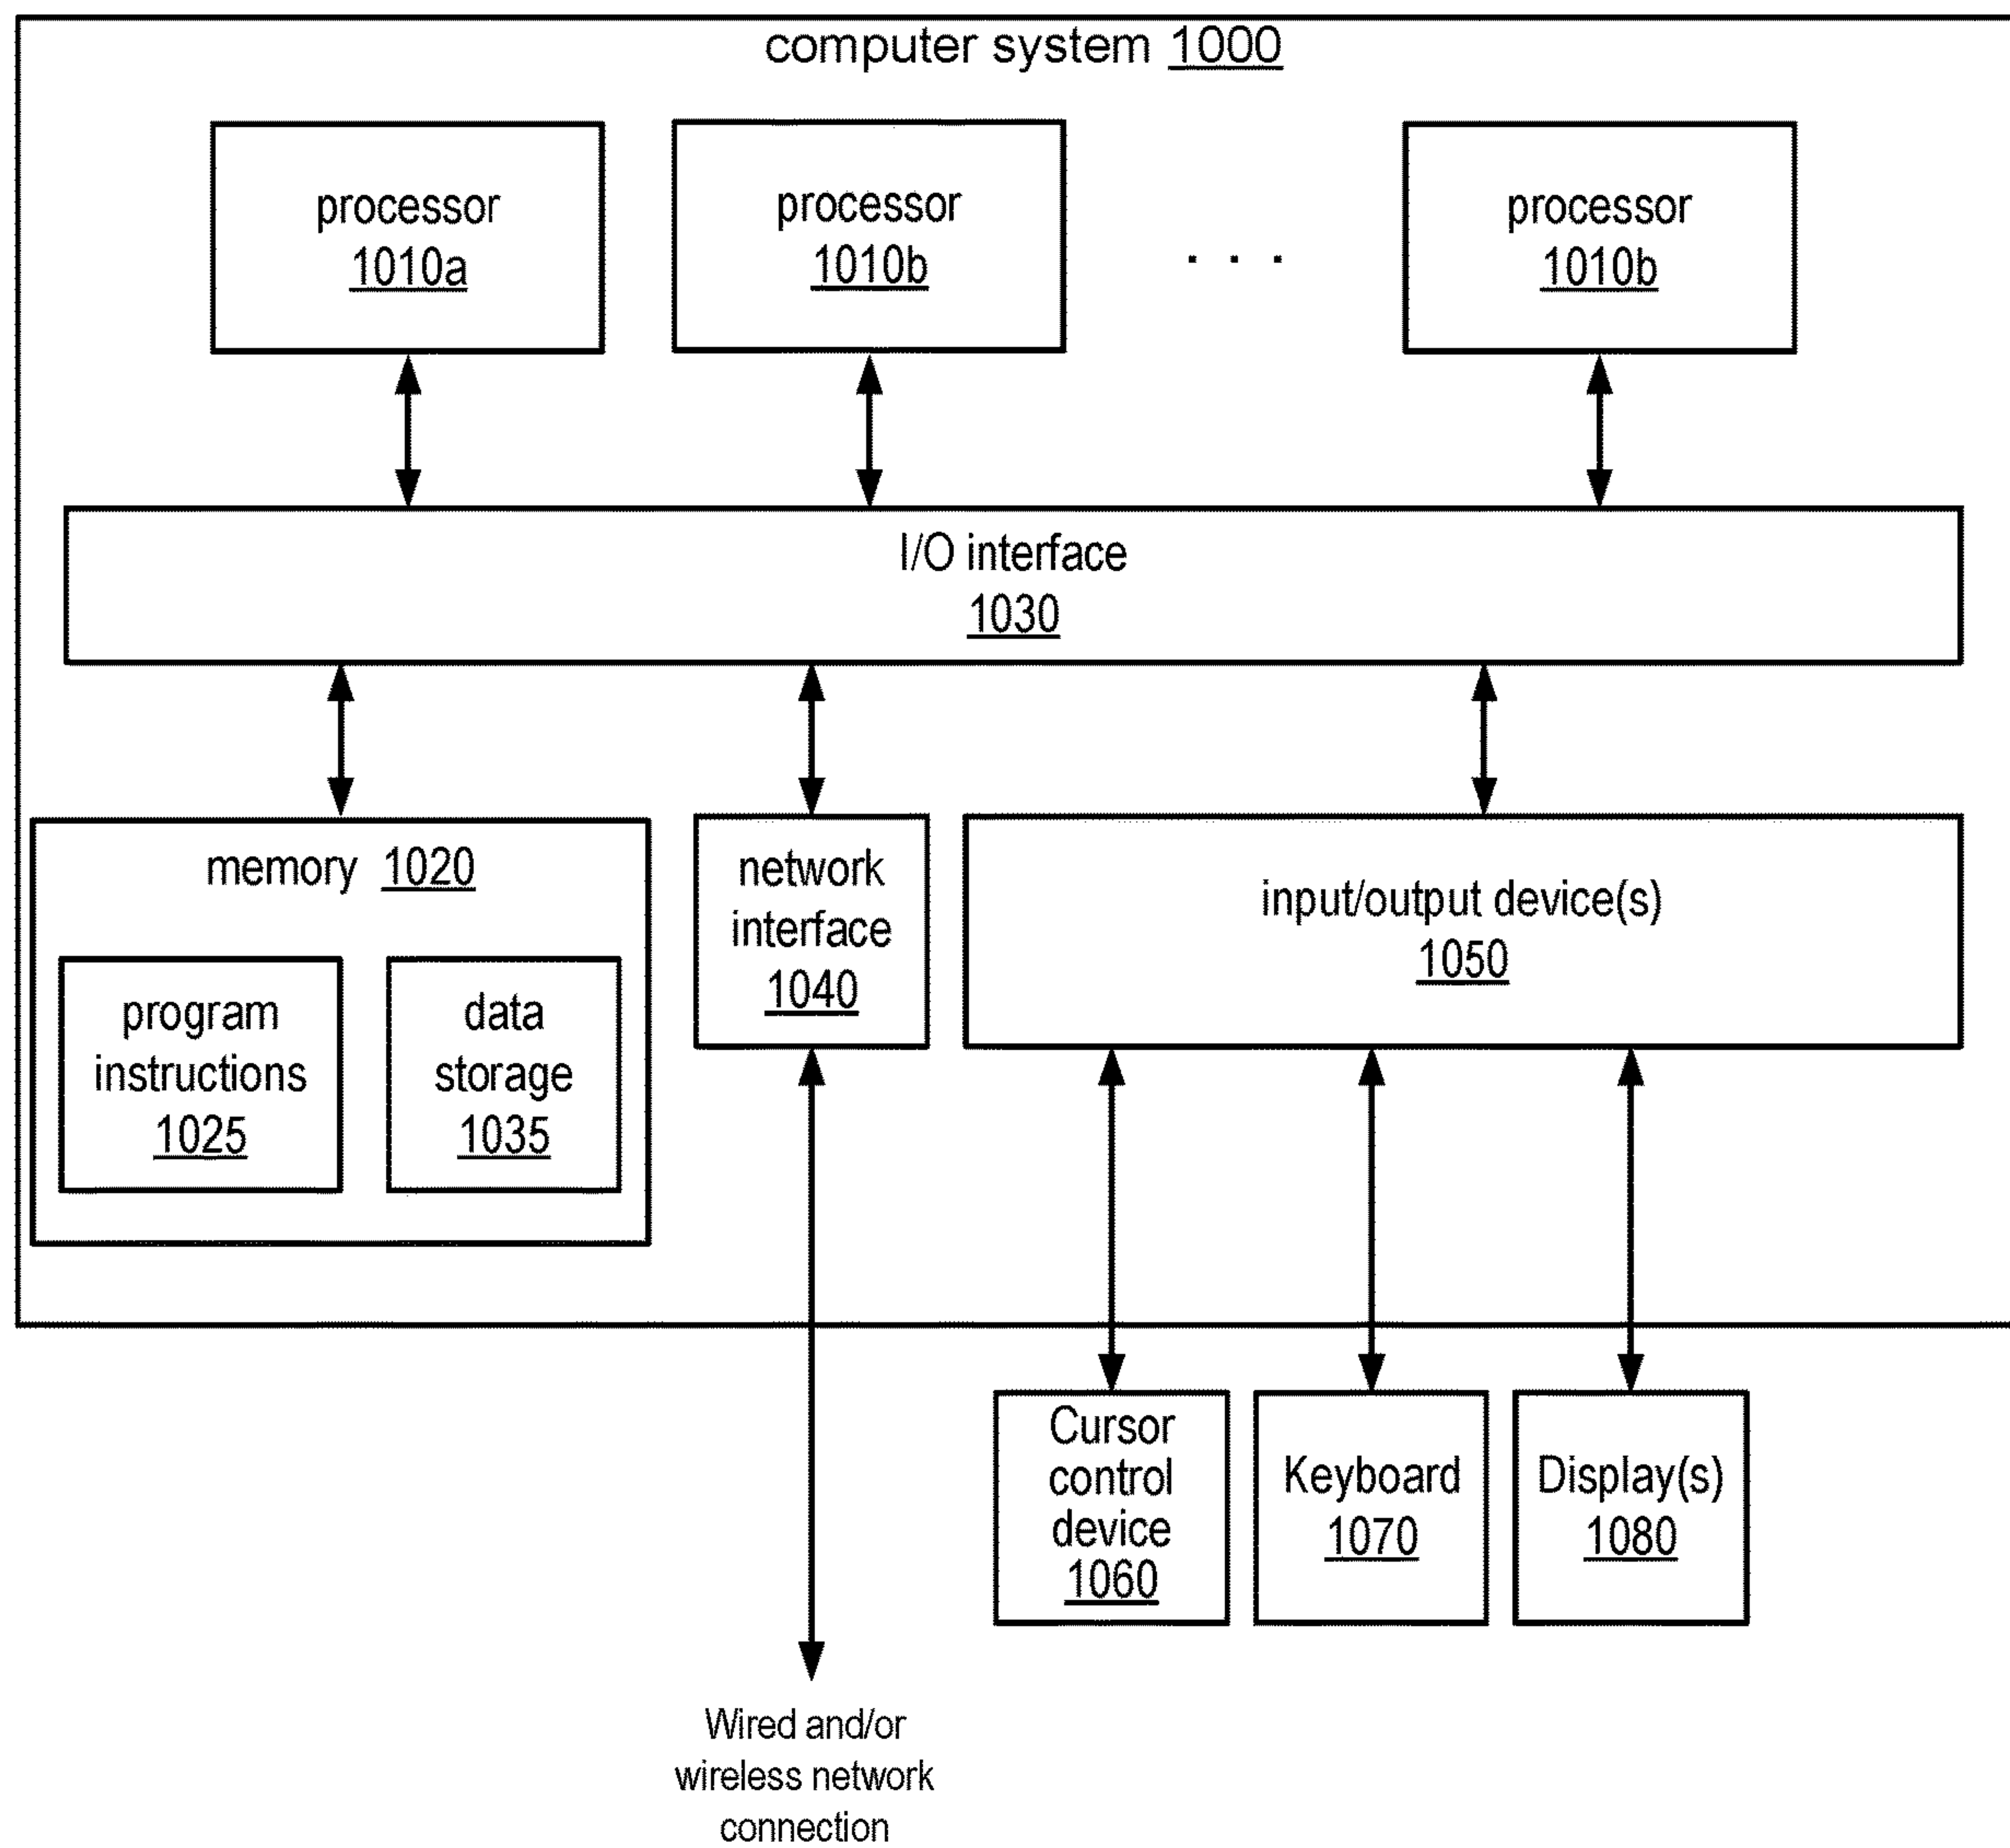 computer system 1000
processor
1010a
processor
1010b
. . .
processor
1010b
I/O interface
1030
memory 1020
program
instructions
1025
data
storage
1035
network
interface
1040
input/output device(s)
1050
Cursor
control
device
1060
Keyboard
1070
Display(s)
1080
Wired and/or
wireless network
connection